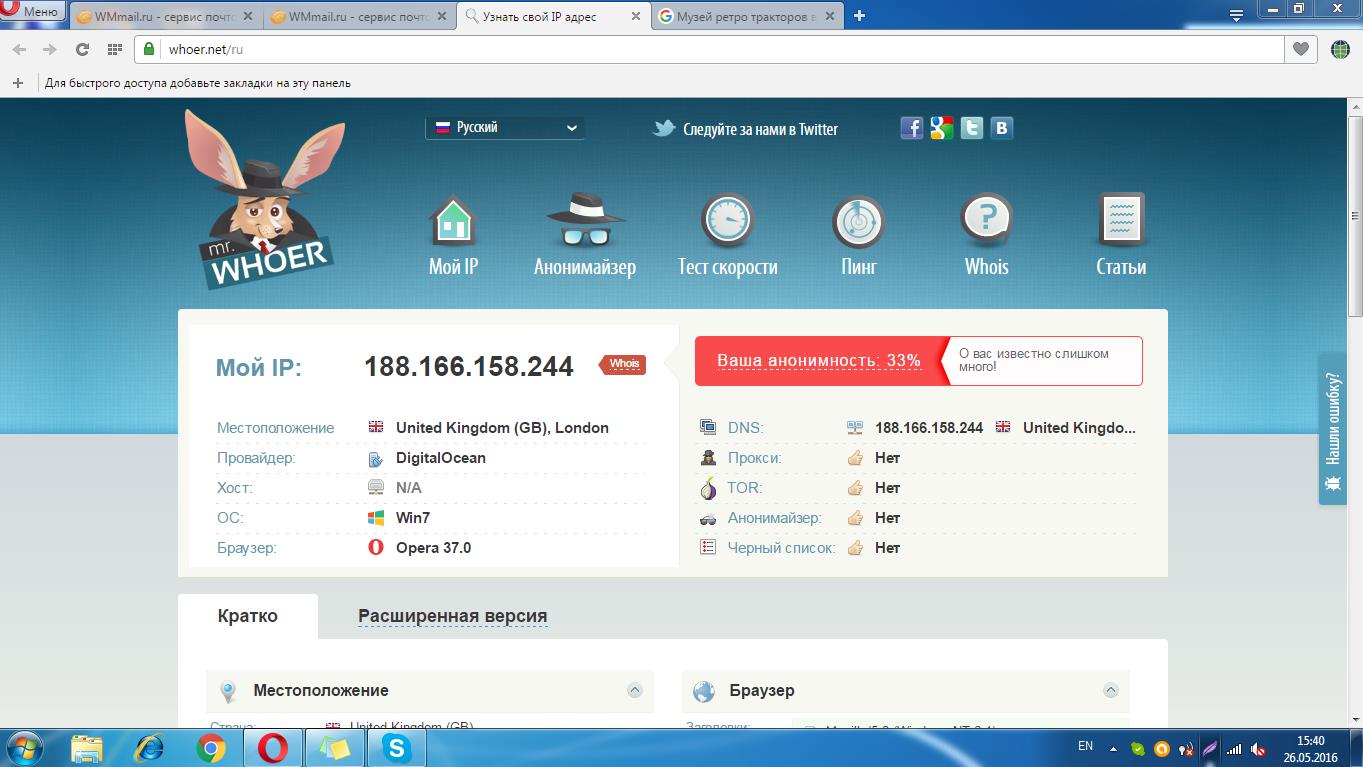 Меню
WMmail.ru - сервис почто
WMmail.ru - сервис почто
Узнать свой IP адрес
Музей ретро тракторов в
whoer.net/ru
Для быстрого доступа добавьте закладки на эту панель
Русский
Следуйте за нами в Twitter
mr.
WHOER
Мой IP
Анонимайзер
Тест скорости
Пинг
Whois
Статьи
Мой IP:
188.166.158.244
Whois
Ваша анонимность: 33%
О вас известно слишком
много!
Нашли ошибку?
Местоположение
United Kingdom (GB), London
DNS:
188.166.158.244
United Kingdo...
Провайдер:
DigitalOcean
Прокси:
Нет
Хост:
N/A
TOR:
Нет
ОС:
Win7
Анонимайзер:
Нет
Браузер:
Opera 37.0
Черный список:
Нет
Кратко
Расширенная версия
Местоположение
Браузер
Страна:
United Kingdom (GB)
Заголовки:
EN
15:40
26.05.2016